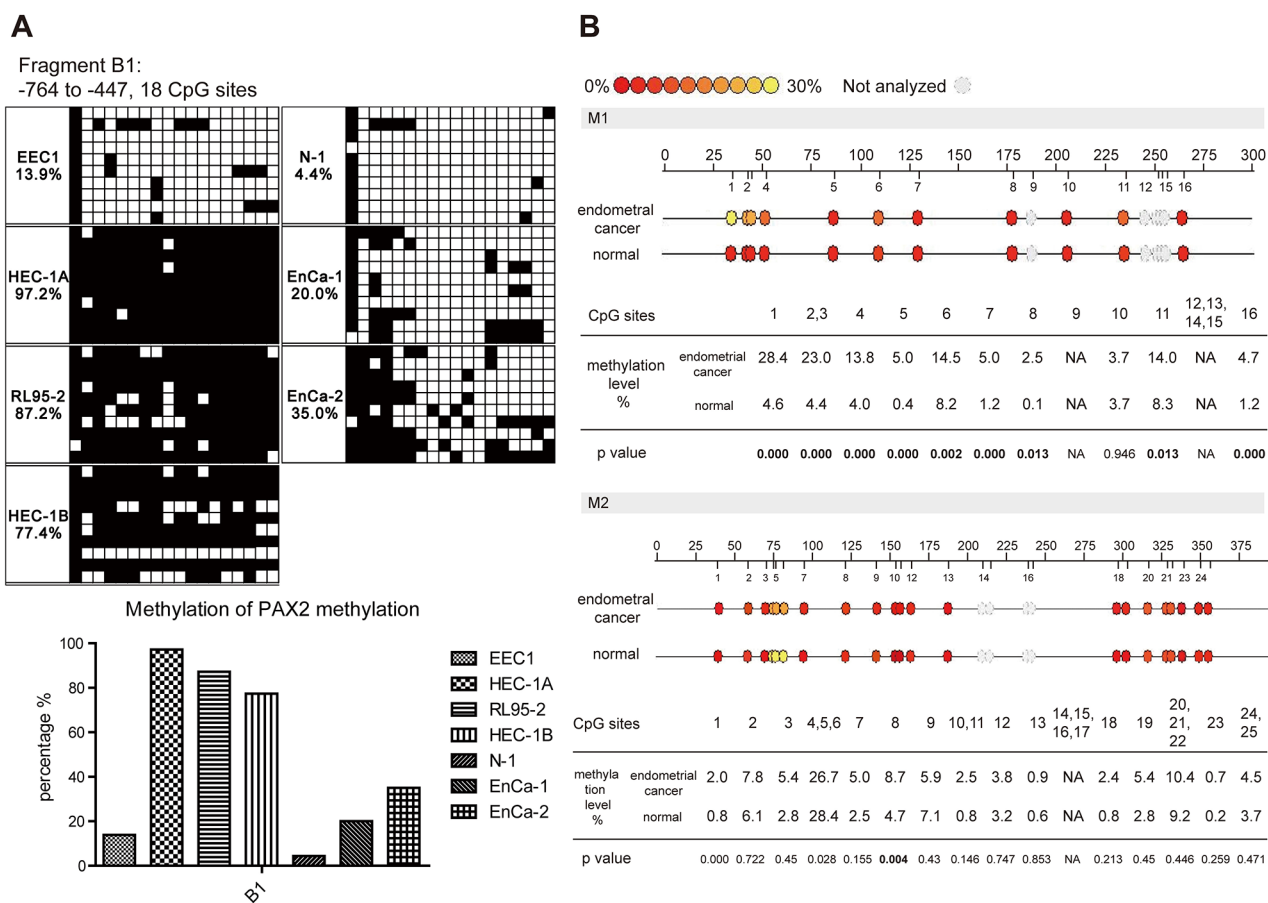 A
Fragment B1:
-764 to -447, 18 CpG sites
EEC1
13.9%
N-1
4.4%
HEC-1A
97.2%
EnCa-1
20.0%
RL95-2
87.2%
EnCa-2
35.0%
HEC-1B
77.4%
Methylation of PAX2 methylation
percentage %
100
80
60
40
20
0
B1
EEC1
HEC-1A
RL95-2
HEC-1B
N-1
EnCa-1
EnCa-2
B
0% 30% Not analyzed
M1
0 25 50 75 100 125 150 175 200 225 250 300
1 2 4 5 6 7 8 9 10 11 12 15 16
endometral
cancer
normal
CpG sites 1 2,3 4 5 6 7 8 9 10 11 12,13,
14,15 16
methylation
level
%
endometrial
cancer
28.4 23.0 13.8 5.0 14.5 5.0 2.5 NA 3.7 14.0 NA 4.7
normal 4.6 4.4 4.0 0.4 8.2 1.2 0.1 NA 3.7 8.3 NA 1.2
p value 0.000 0.000 0.000 0.000 0.002 0.000 0.013 NA 0.946 0.013 NA 0.000
M2
0 25 50 75 100 125 150 175 200 225 250 300 325 350 375
1 2 3 5 7 8 9 10 12 13 14 16 18 20 21 23 24
endometral
cancer
normal
CpG sites 1 2 3 4,5,6 7 8 9 10,11 12 13 14,15,
16,17 18 19 20,
21,
22 23 24,
25
methyla
tion
level
%
endometrial
cancer
2.0 7.8 5.4 26.7 5.0 8.7 5.9 2.5 3.8 0.9 NA 2.4 5.4 10.4 0.7 4.5
normal 0.8 6.1 2.8 28.4 2.5 4.7 7.1 0.8 3.2 0.6 NA 0.8 2.8 9.2 0.2 3.7
p value 0.000 0.722 0.45 0.028 0.155 0.004 0.43 0.146 0.747 0.853 NA 0.213 0.45 0.446 0.259 0.471